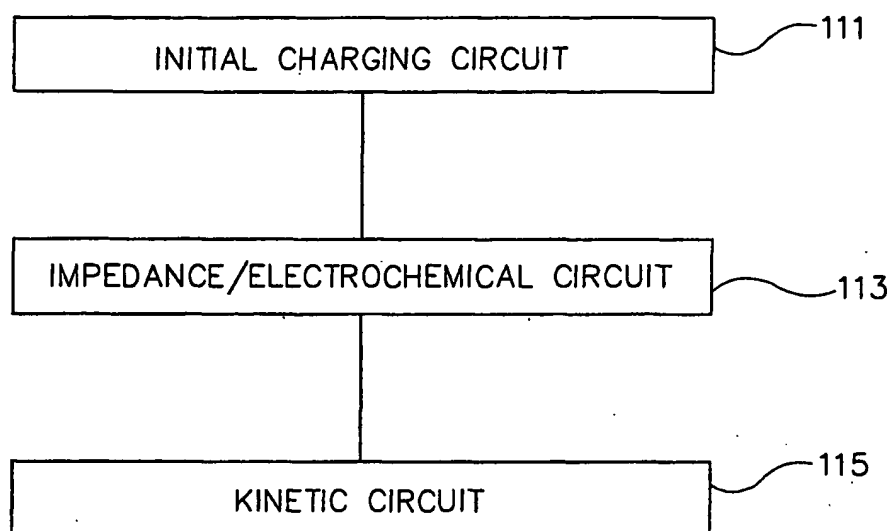 111
INITIAL CHARGING CIRCUIT
IMPEDANCE/ELECTROCHEMICAL CIRCUIT
113
115
KINETIC CIRCUIT